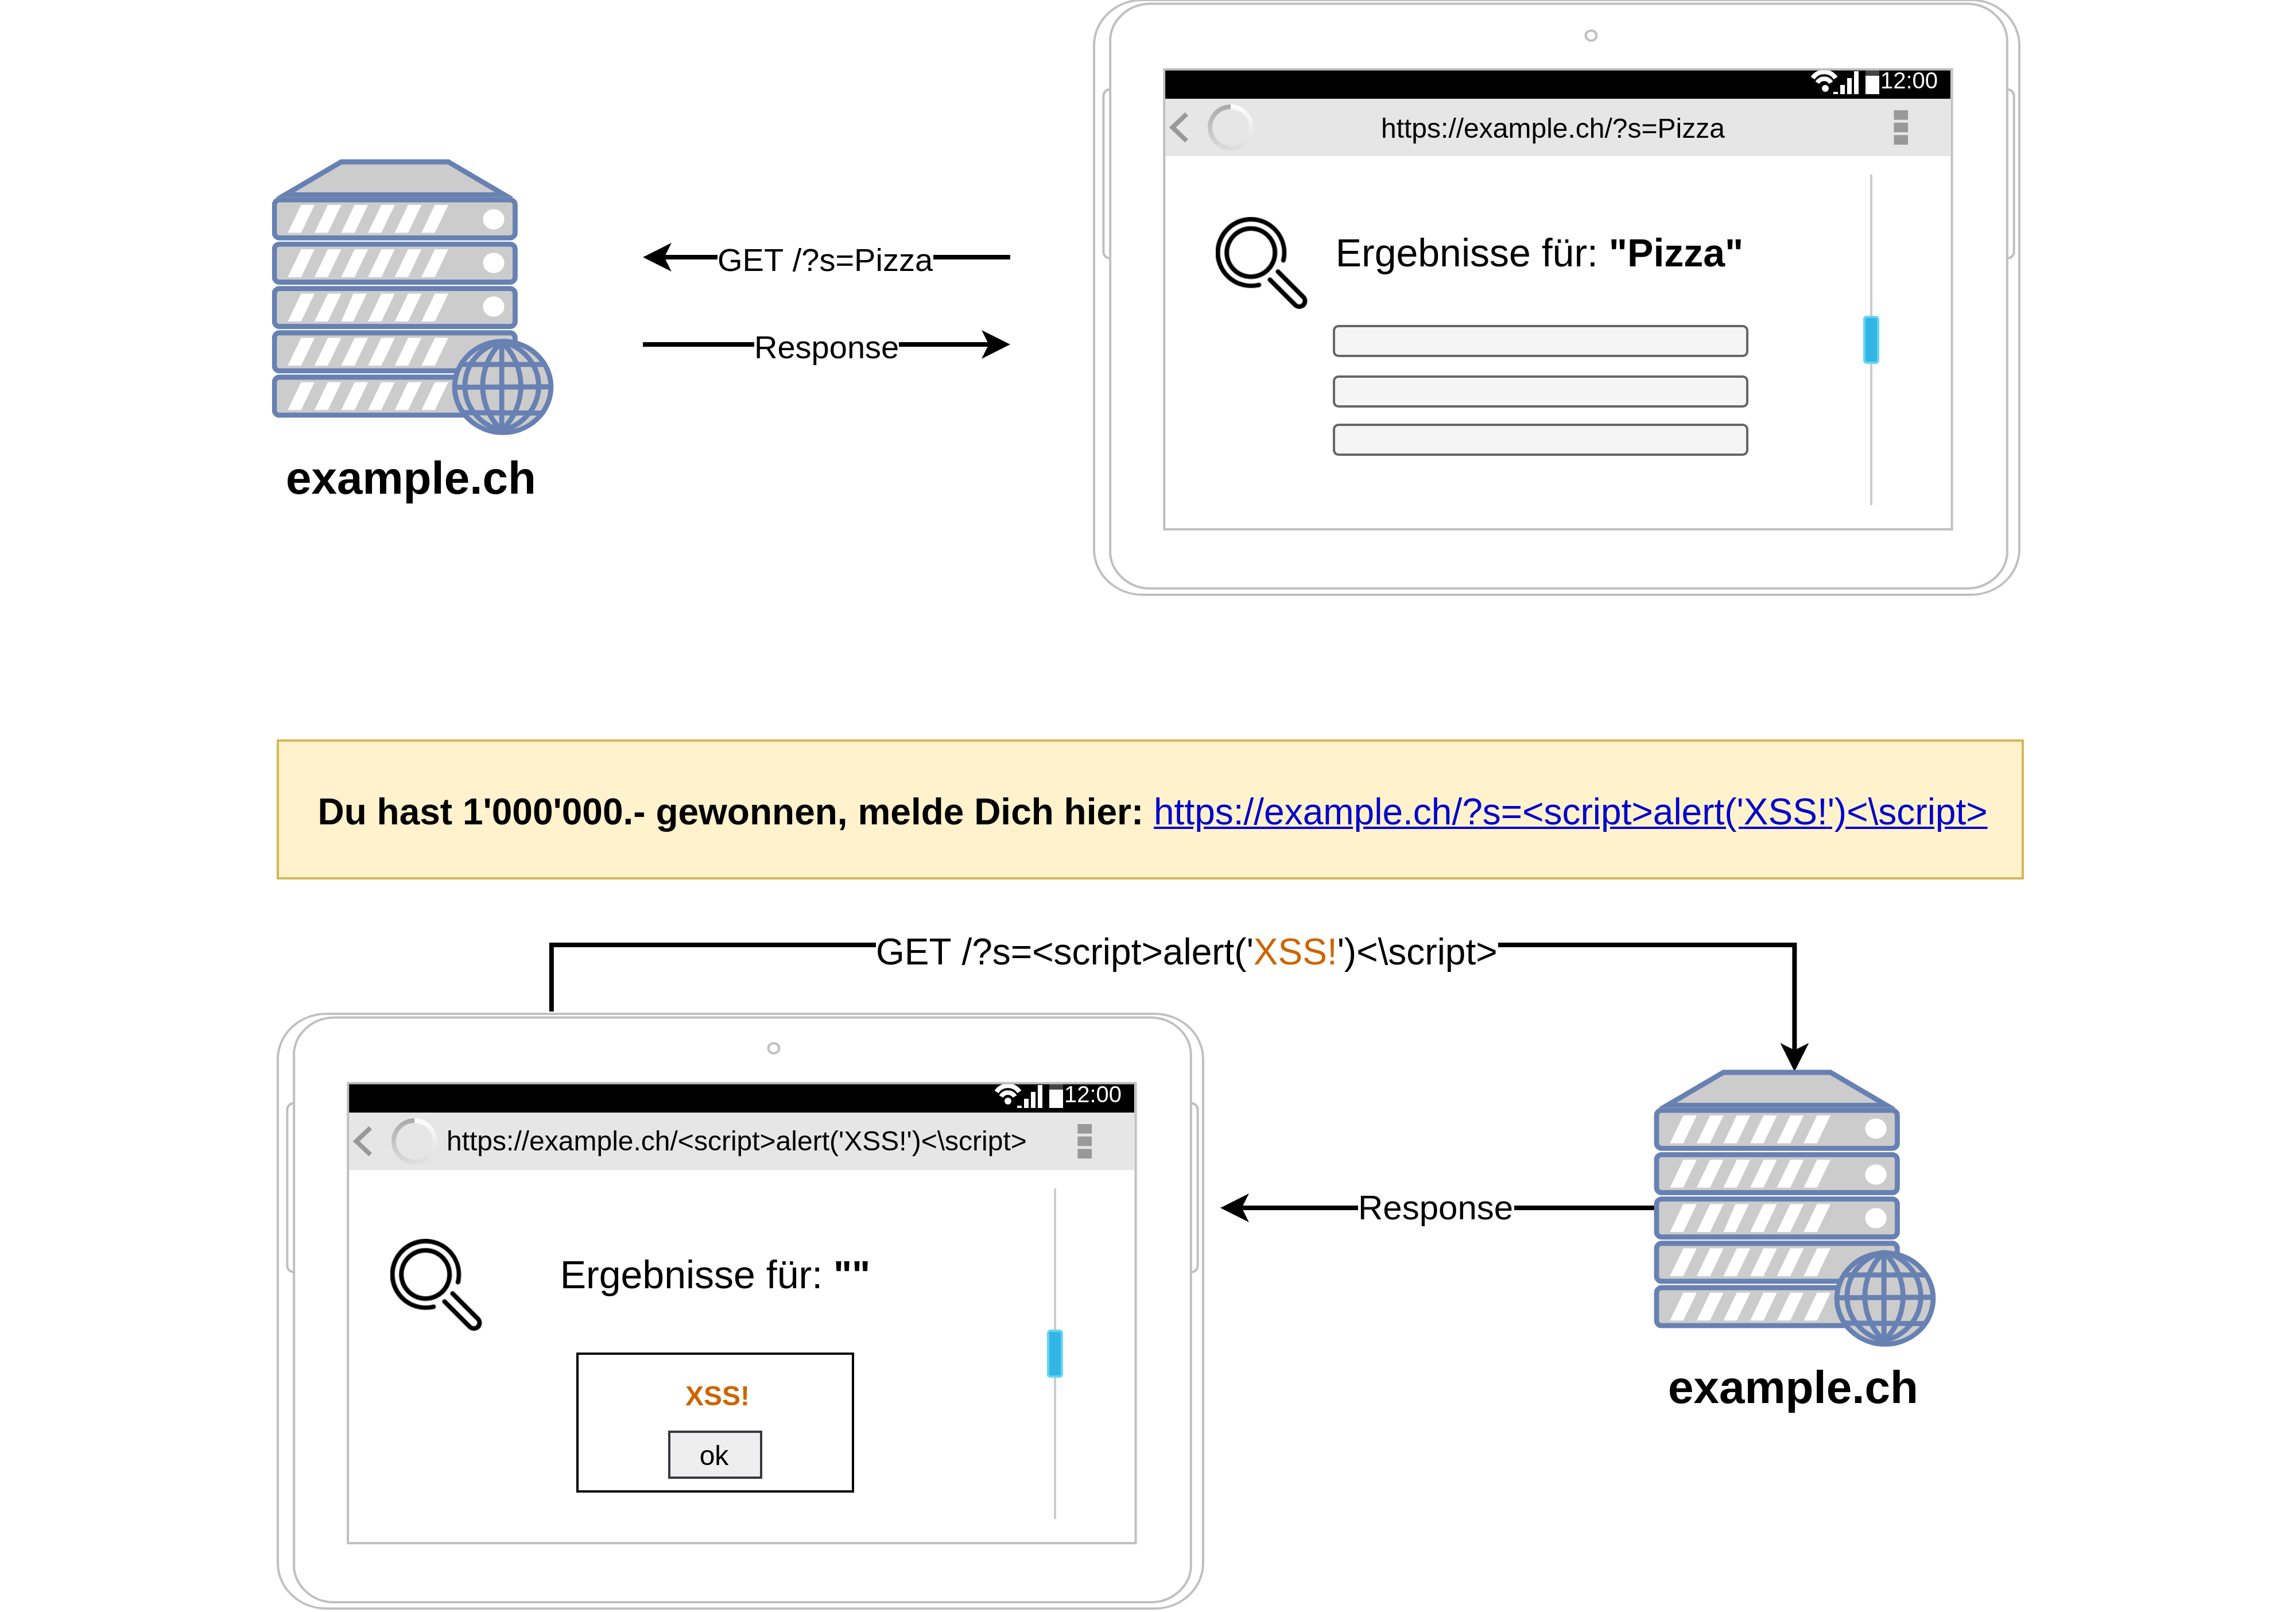 12:00
https://example.ch/?s=Pizza
GET /?s=Pizza
Ergebnisse für: "Pizza"
Response
example.ch
Du hast 1'000'000.- gewonnen, melde Dich hier: https://example.ch/?s=<script>alert('XSS!')<\script>
GET /?s=<script>alert('XSS!')<\script>
12:00
https://example.ch/<script>alert('XSS!')<\script>
Response
Ergebnisse für: ""
XSS!
ok
example.ch